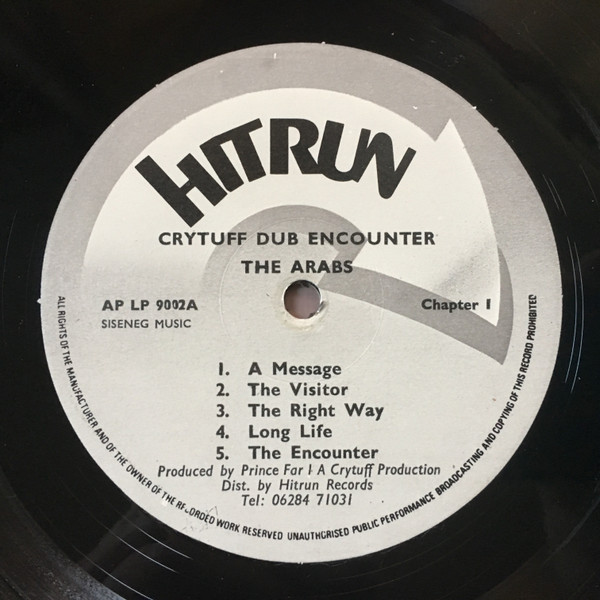 HITRUN
CRYTUFF DUB ENCOUNTER
THE ARABS
AP LP 9002A
Chapter I
SISENEG MUSIC
1. A Message
2. The Visitor
3. The Right Way
4. Long Life
5. The Encounter
Produced by Prince Far I A Crytuff Production
Dist. by Hitrun Records
Tel: 06284 71031
ALL RIGHTS OF THE MANUFACTURER AND OF THE OWNER OF THE RECORDED WORK RESERVED UNAUTHORISED PUBLIC PERFORMANCE BROADCASTING AND COPYING OF THIS RECORD PROHIBITED